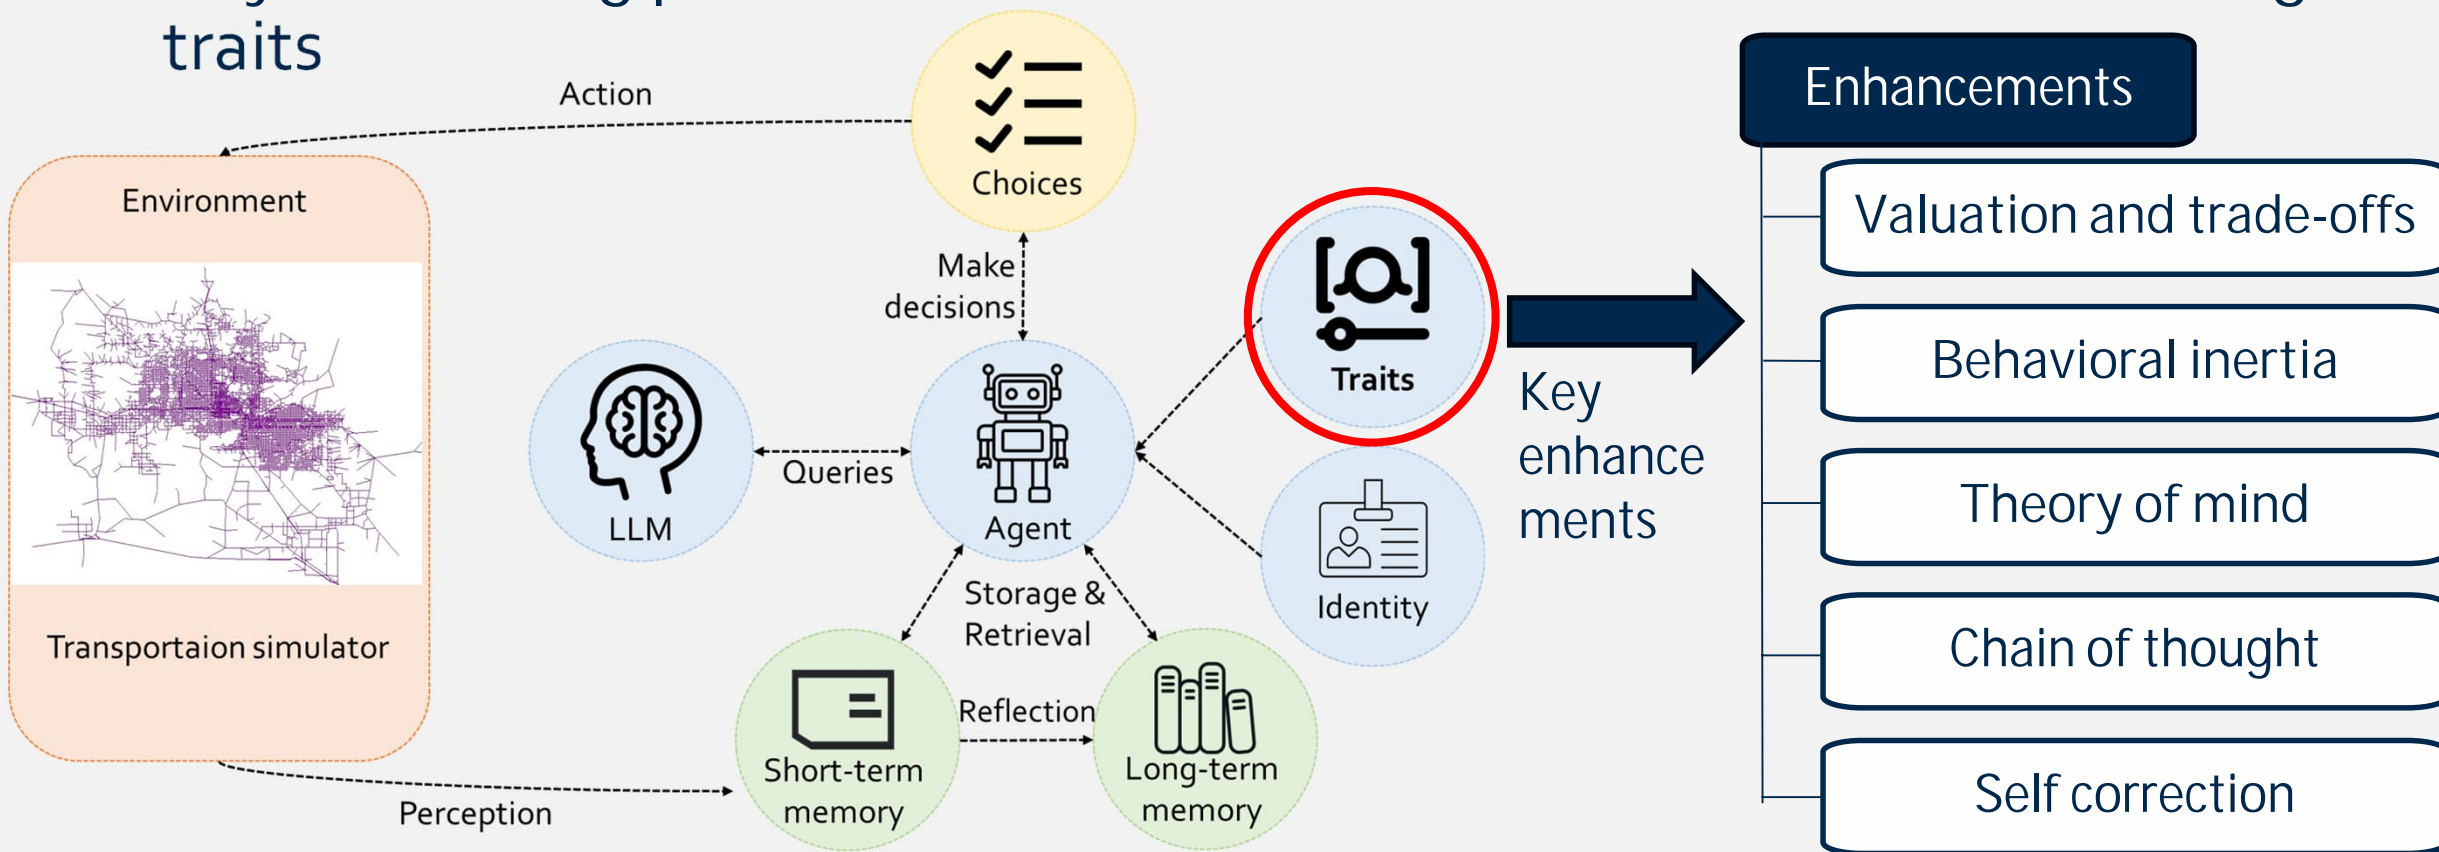 traits
Action
Environment
Transportaion simulator
Perception
Choices
Make
decisions
LLM
Queries
Agent
Traits
Identity
Storage &
Retrieval
Short-term
memory
Reflection
Long-term
memory
Key
enhance
ments
Enhancements
Valuation and trade-offs
Behavioral inertia
Theory of mind
Chain of thought
Self correction